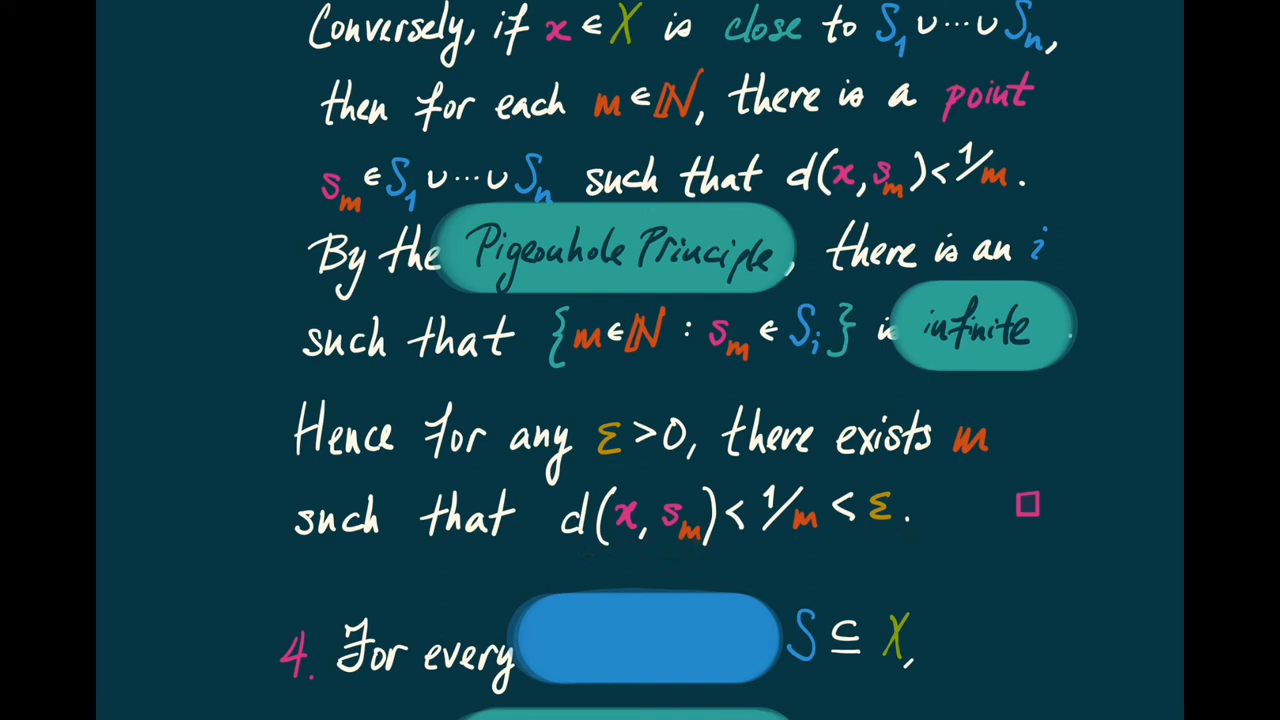 Conversely, if x ∈ X is close to S₁ ∪ ⋯ ∪ Sₙ,
then for each m ∈ ℕ, there is a point
sₘ ∈ S₁ ∪ ⋯ ∪ Sₙ such that d(x, sₘ) < 1/m.
By the Pigeonhole Principle, there is an i
such that {m ∈ ℕ : sₘ ∈ Sᵢ} is infinite.
Hence for any ε > 0, there exists m
such that d(x, sₘ) < 1/m < ε. □
4. For every S ⊆ X,